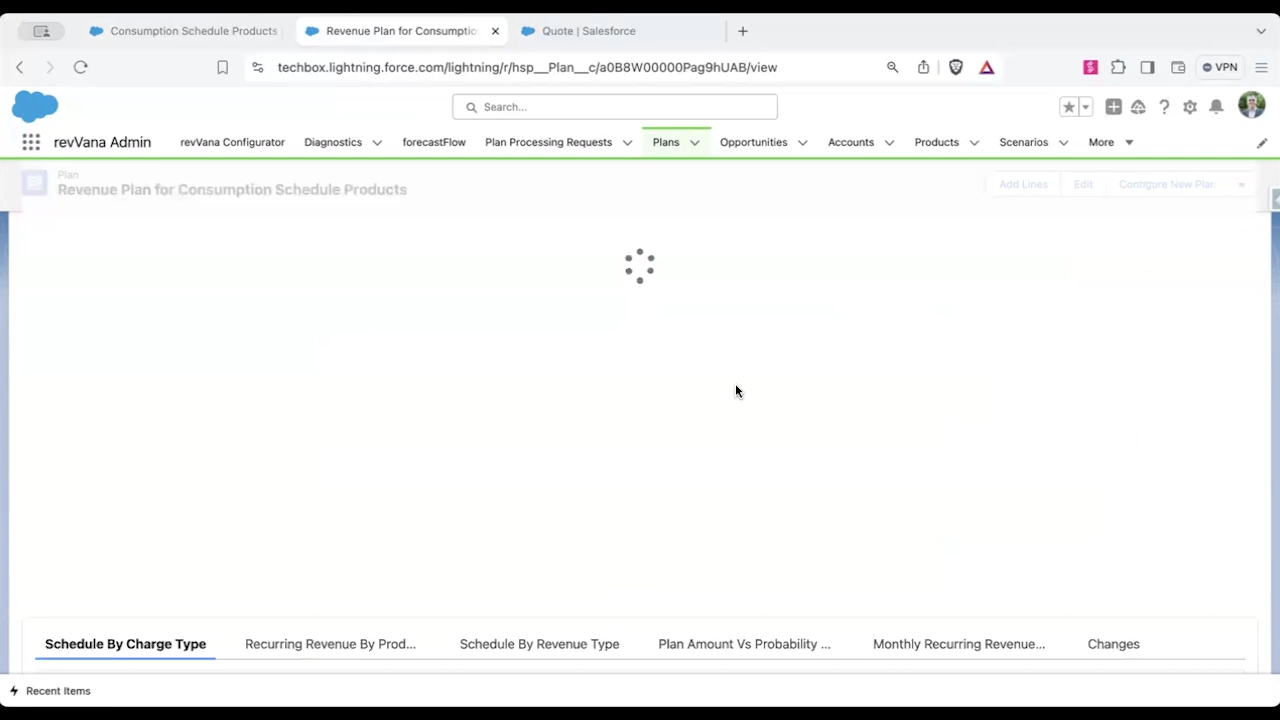 Consumption Schedule Products
Revenue Plan for Consumptio
Quote | Salesforce
techbox.lightning.force.com/lightning/r/hsp__Plan__c/a0B8W00000Pag9hUAB/view
VPN
Search...
revVana Admin
revVana Configurator
Diagnostics
forecastFlow
Plan Processing Requests
Plans
Opportunities
Accounts
Products
Scenarios
More
Plan
Revenue Plan for Consumption Schedule Products
Add Lines
Edit
Configure New Plan
Schedule By Charge Type
Recurring Revenue By Prod...
Schedule By Revenue Type
Plan Amount Vs Probability ...
Monthly Recurring Revenue...
Changes
Recent Items